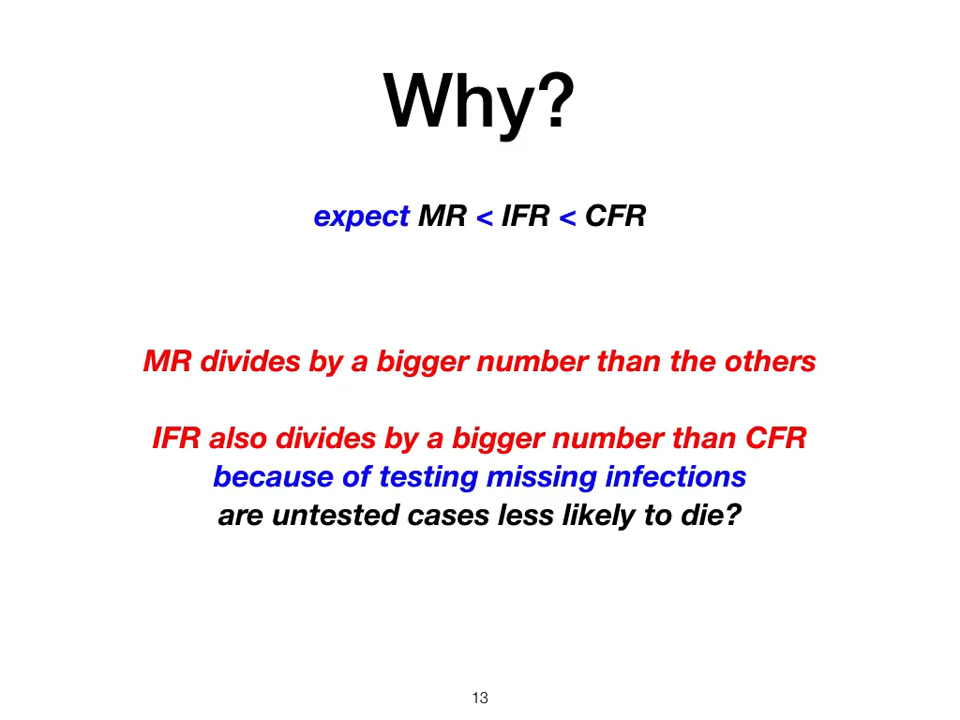 Why?
expect MR < IFR < CFR
MR divides by a bigger number than the others
IFR also divides by a bigger number than CFR
because of testing missing infections
are untested cases less likely to die?
13